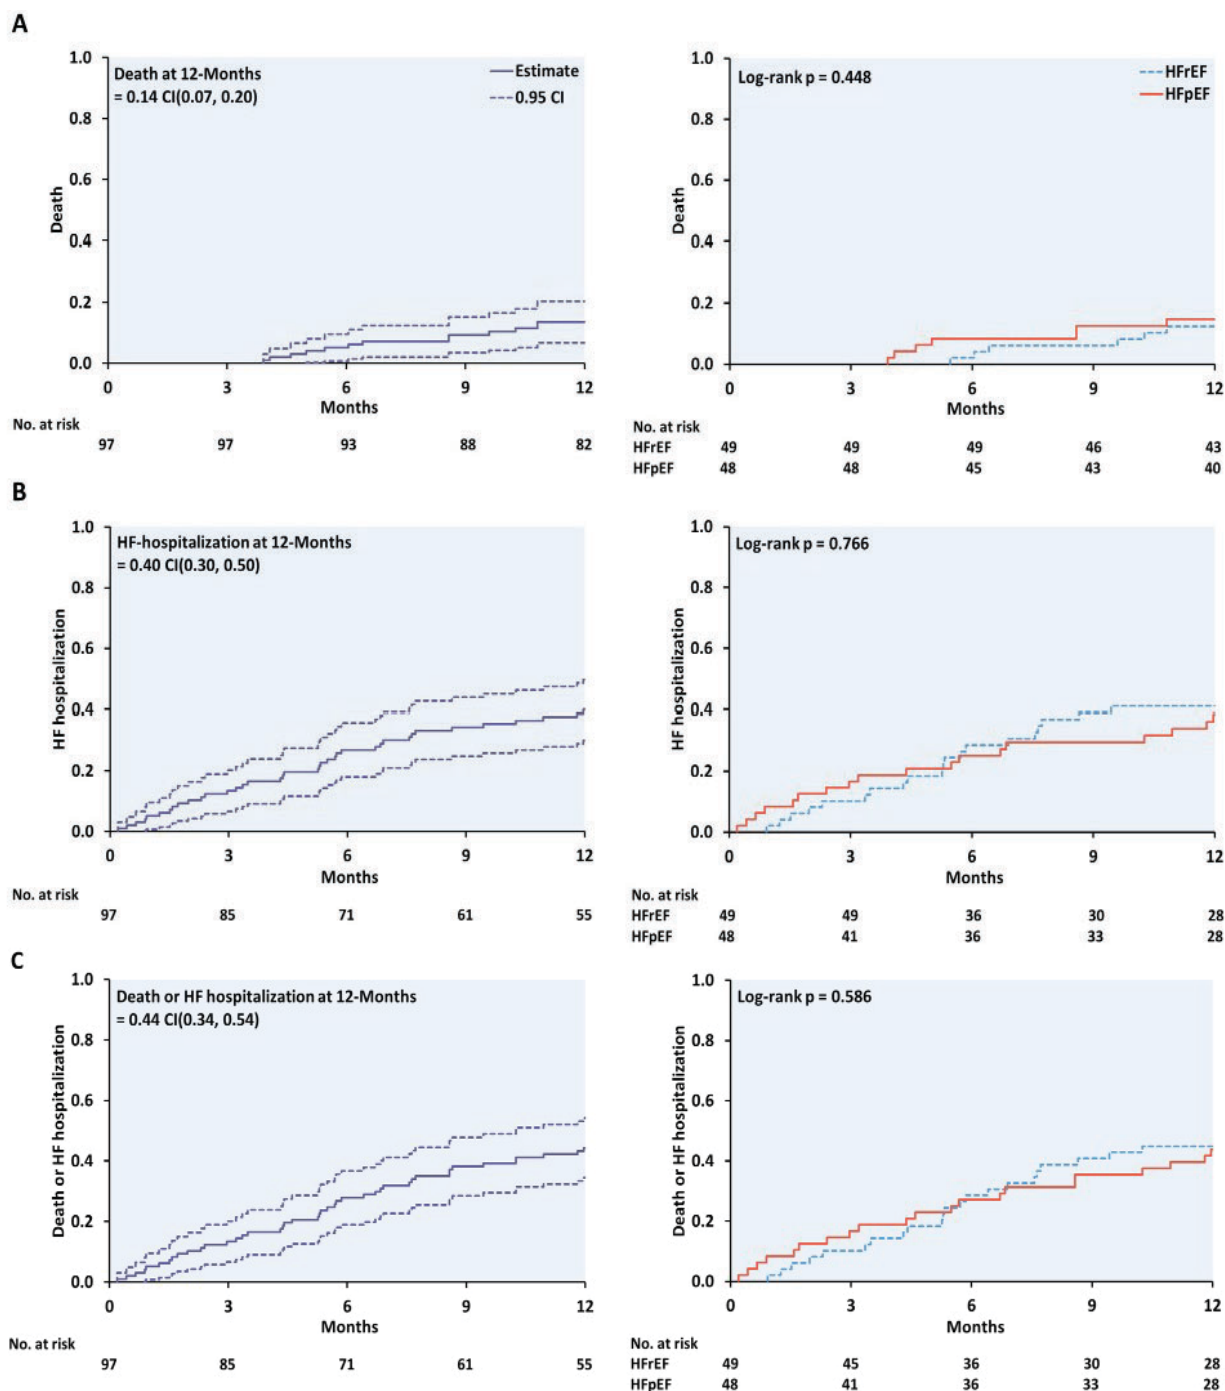 A
1.0
Death at 12-Months
= 0.14 CI(0.07, 0.20)
Estimate
0.95 CI
0.8
0.6
0.4
0.2
0.0
Death
0 3 6 9 12
Months
No. at risk
97 97 93 88 82
1.0
Log-rank p = 0.448
HFrEF
HFpEF
0.8
0.6
0.4
0.2
0.0
Death
0 3 6 9 12
Months
No. at risk
HFrEF 49 49 49 46 43
HFpEF 48 48 45 43 40
B
1.0
HF-hospitalization at 12-Months
= 0.40 CI(0.30, 0.50)
0.8
0.6
0.4
0.2
0.0
HF hospitalization
0 3 6 9 12
Months
No. at risk
97 85 71 61 55
1.0
Log-rank p = 0.766
0.8
0.6
0.4
0.2
0.0
HF hospitalization
0 3 6 9 12
Months
No. at risk
HFrEF 49 49 36 30 28
HFpEF 48 41 36 33 28
C
1.0
Death or HF hospitalization at 12-Months
= 0.44 CI(0.34, 0.54)
0.8
0.6
0.4
0.2
0.0
Death or HF hospitalization
0 3 6 9 12
Months
No. at risk
97 85 71 61 55
1.0
Log-rank p = 0.586
0.8
0.6
0.4
0.2
0.0
Death or HF hospitalization
0 3 6 9 12
Months
No. at risk
HFrEF 49 45 36 30 28
HFpEF 48 41 36 33 28